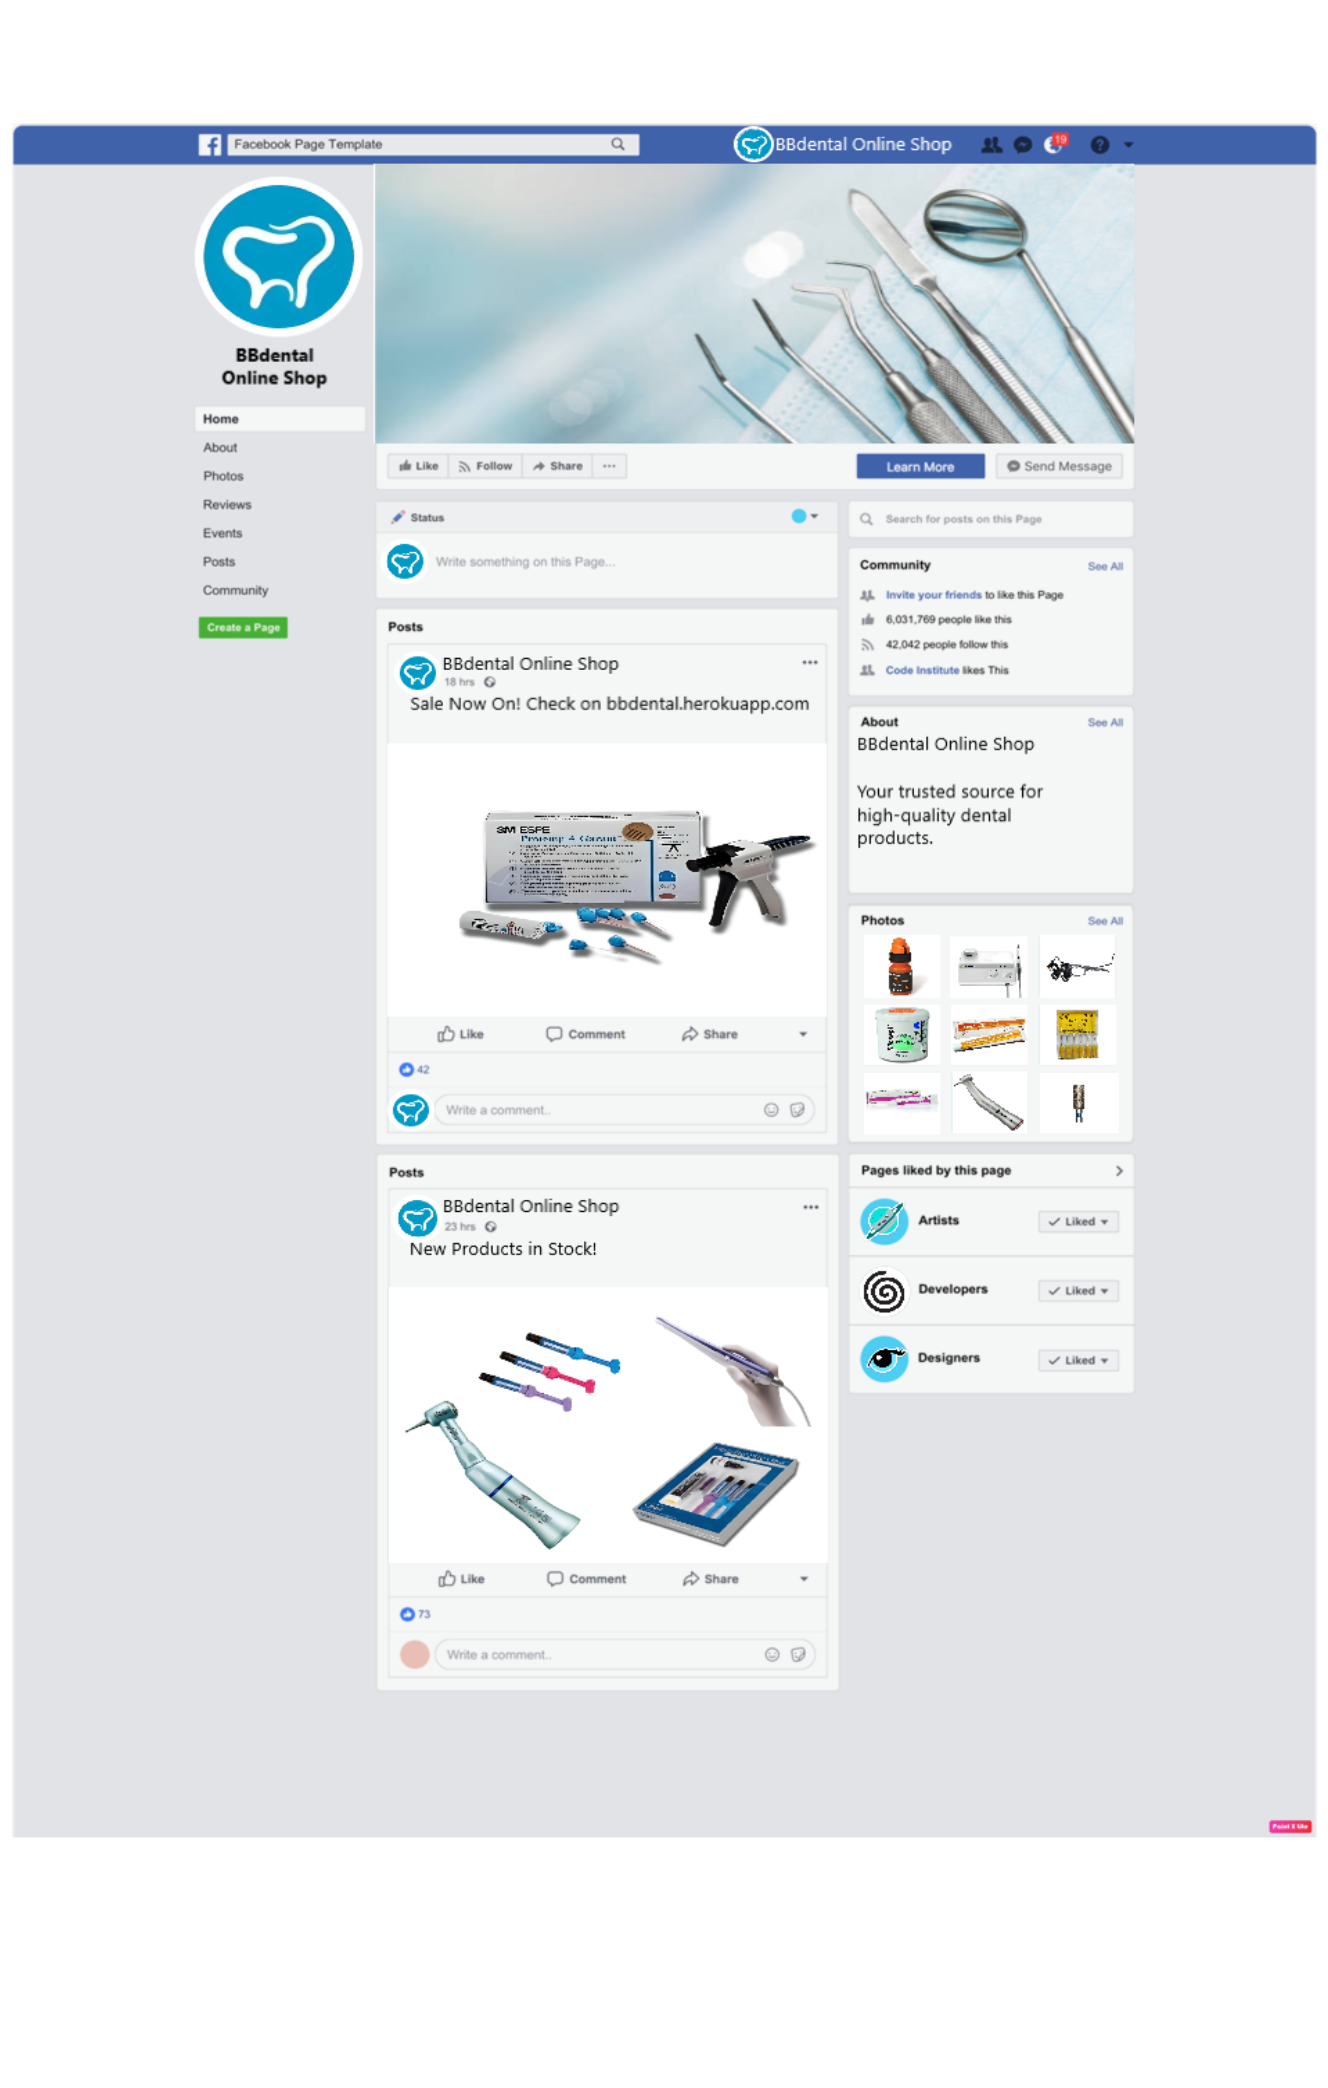 Facebook Page Template
BBdental Online Shop
19
BBdental
Online Shop
Home
About
Photos
Reviews
Events
Posts
Community
Create a Page
Like
Follow
Share
Learn More
Send Message
Status
Write something on this Page...
Posts
BBdental Online Shop
18 hrs
Sale Now On! Check on bbdental.herokuapp.com
3M ESPE
Protemp 4 Garant
Like
Comment
Share
42
Write a comment..
Posts
BBdental Online Shop
23 hrs
New Products in Stock!
Like
Comment
Share
73
Write a comment..
Search for posts on this Page
Community
See All
Invite your friends to like this Page
6,031,769 people like this
42,042 people follow this
Code Institute likes This
About
See All
BBdental Online Shop
Your trusted source for
high-quality dental
products.
Photos
See All
Pages liked by this page
Artists
Liked
Developers
Liked
Designers
Liked
Paint X lite